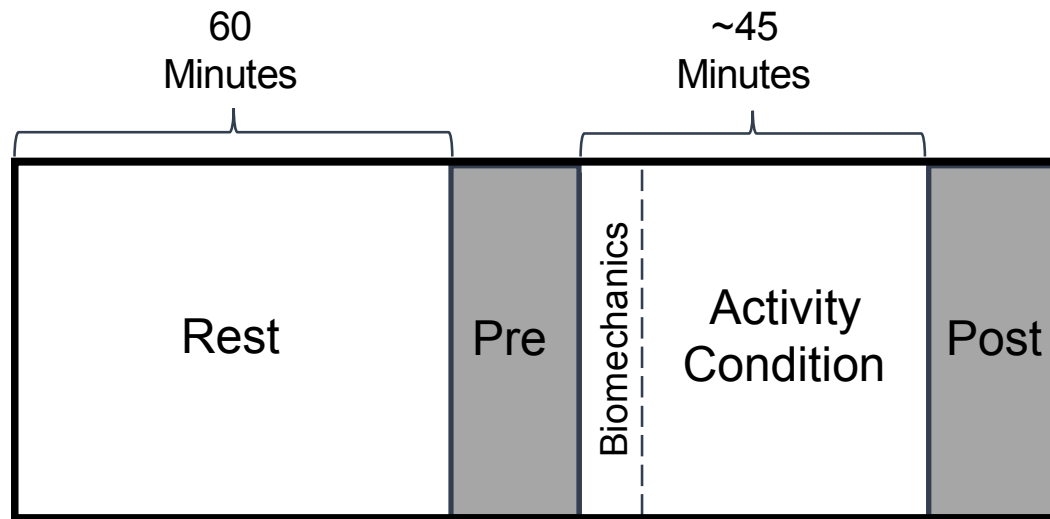 60
Minutes
~45
Minutes
Rest
Pre
Biomechanics
Activity
Condition
Post